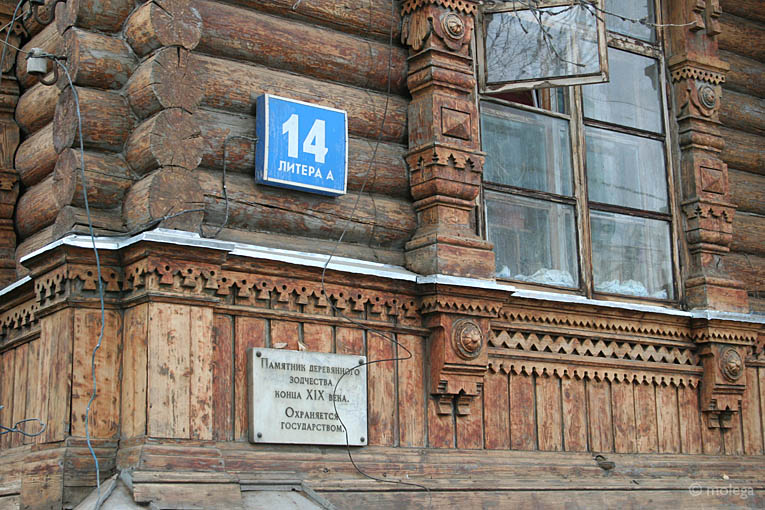 14
ЛИТЕРА А
Памятник деревянного
зодчества
конца XIX века.
Охраняется
государством.
© molega